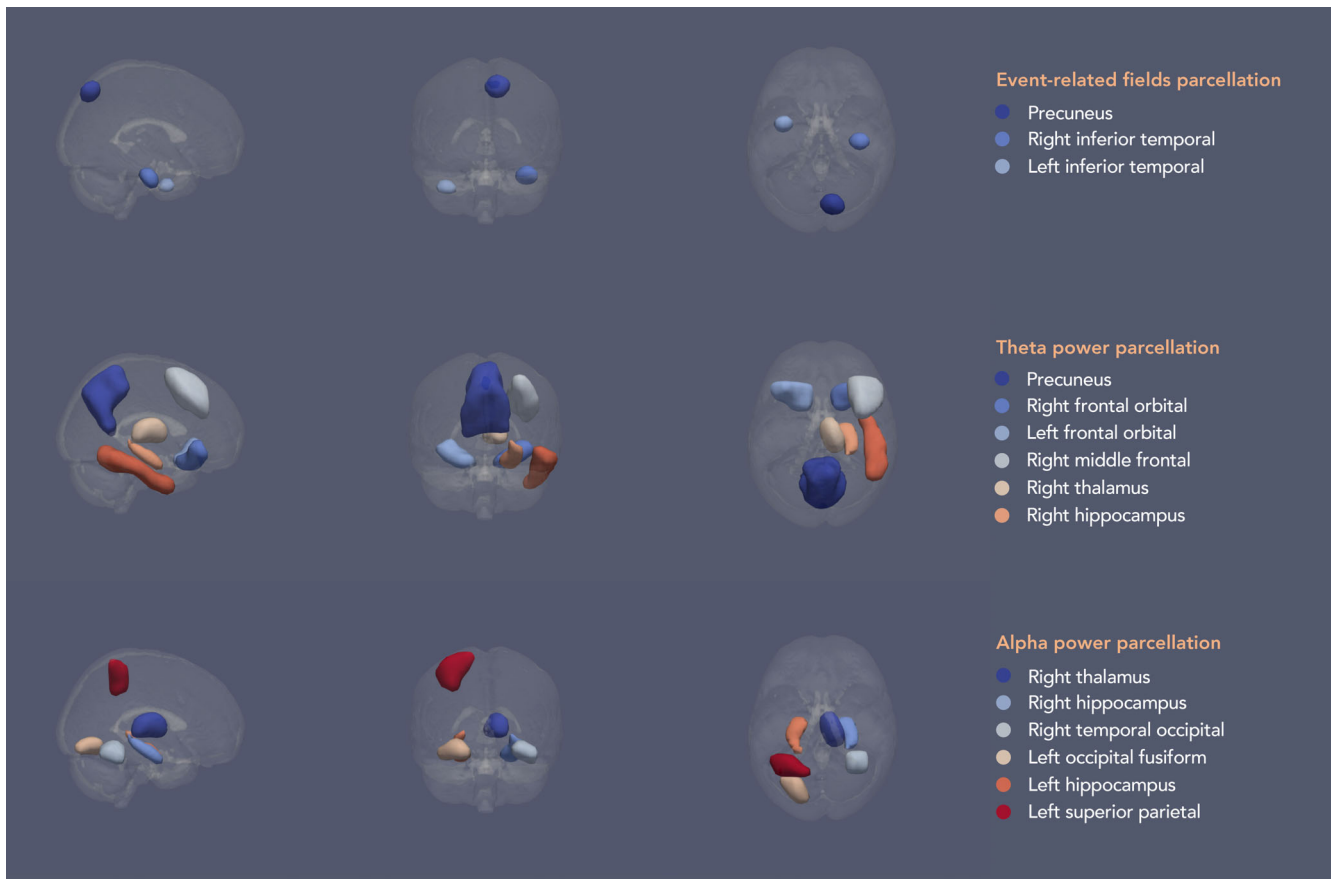 Event-related fields parcellation
Precuneus
Right inferior temporal
Left inferior temporal
Theta power parcellation
Precuneus
Right frontal orbital
Left frontal orbital
Right middle frontal
Right thalamus
Right hippocampus
Alpha power parcellation
Right thalamus
Right hippocampus
Right temporal occipital
Left occipital fusiform
Left hippocampus
Left superior parietal